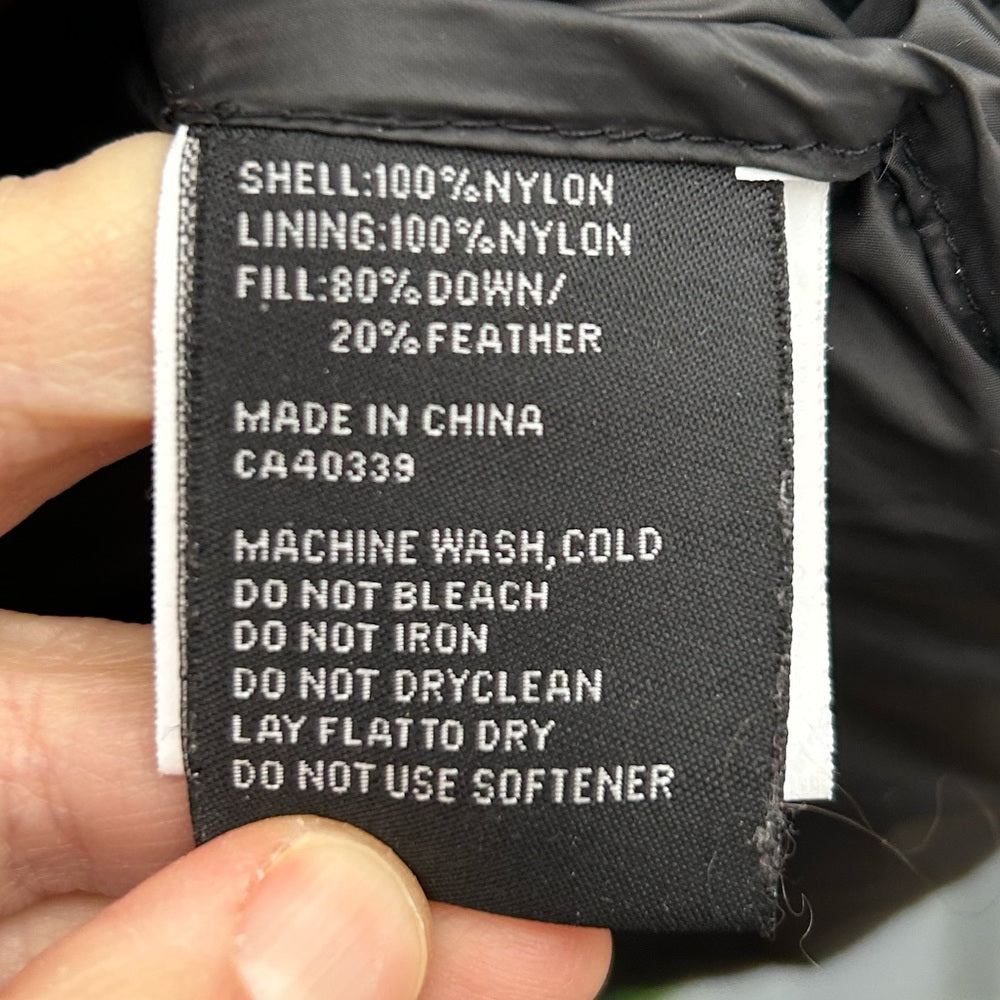 SHELL:100%NYLON
LINING:100%NYLON
FILL:80%DOWN/
20%FEATHER
MADE IN CHINA
CA40339
MACHINE WASH,COLD
DO NOT BLEACH
DO NOT IRON
DO NOT DRYCLEAN
LAY FLAT TO DRY
DO NOT USE SOFTENER